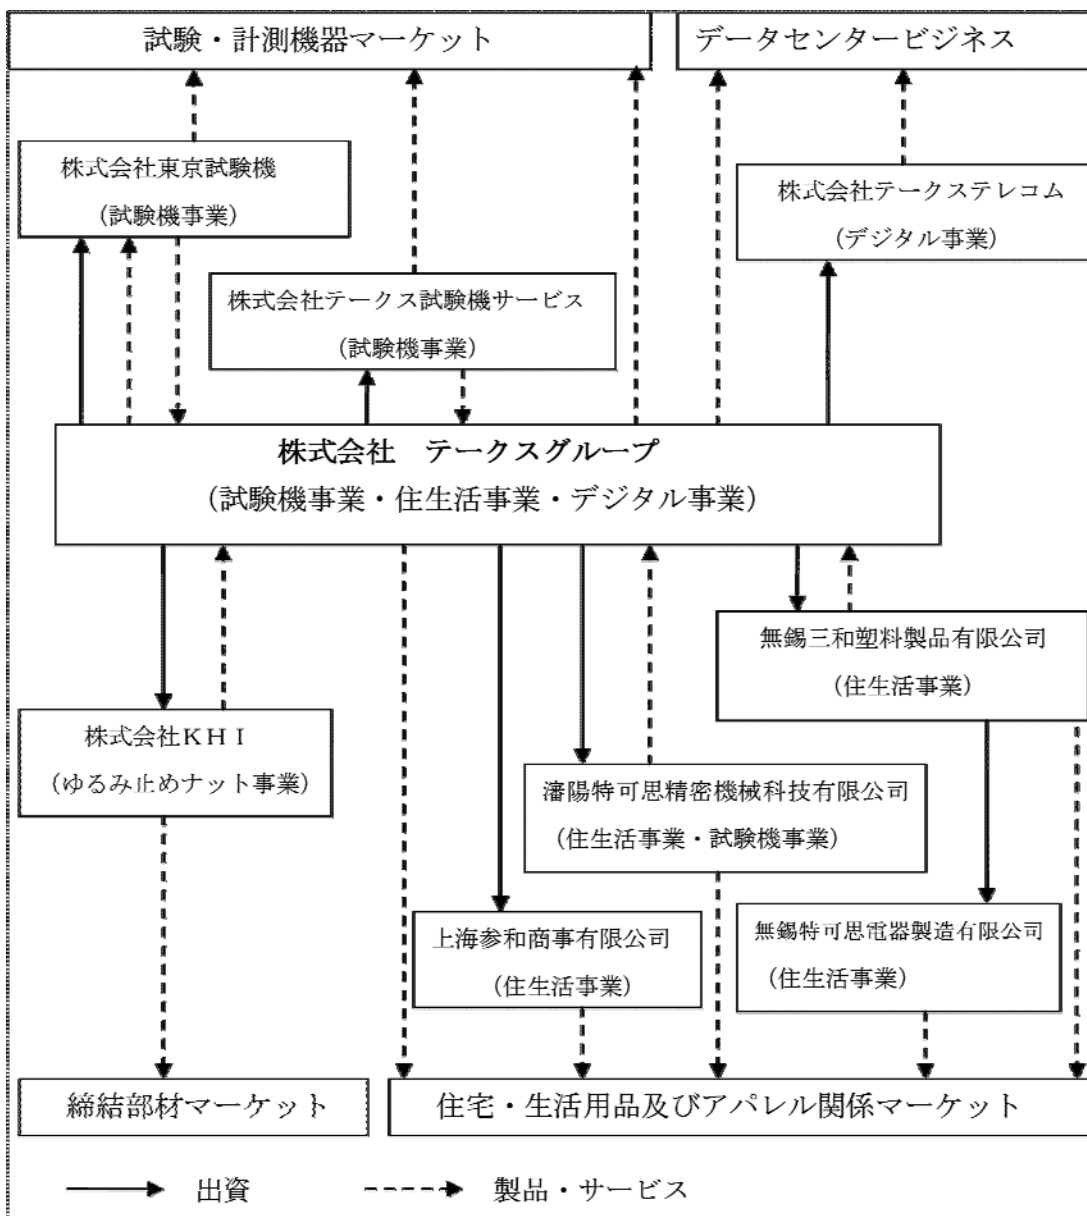 試験・計測機器マーケット
データセンタービジネス
株式会社東京試験機
(試験機事業)
株式会社テークステレコム
(デジタル事業)
株式会社テークス試験機サービス
(試験機事業)
株式会社　テークスグループ
(試験機事業・住生活事業・デジタル事業)
無錫三和塑料製品有限公司
(住生活事業)
株式会社KHI
(ゆるみ止めナット事業)
瀋陽特可思精密機械科技有限公司
(住生活事業・試験機事業)
上海参和商事有限公司
(住生活事業)
無錫特可思電器製造有限公司
(住生活事業)
締結部材マーケット
住宅・生活用品及びアパレル関係マーケット
出資
製品・サービス